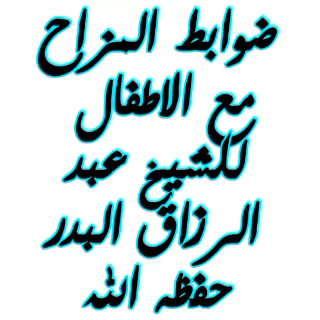 ضوابط المزاح
مع الاطفال
للشيخ عبد
الرزاق البدر
حفظه الله